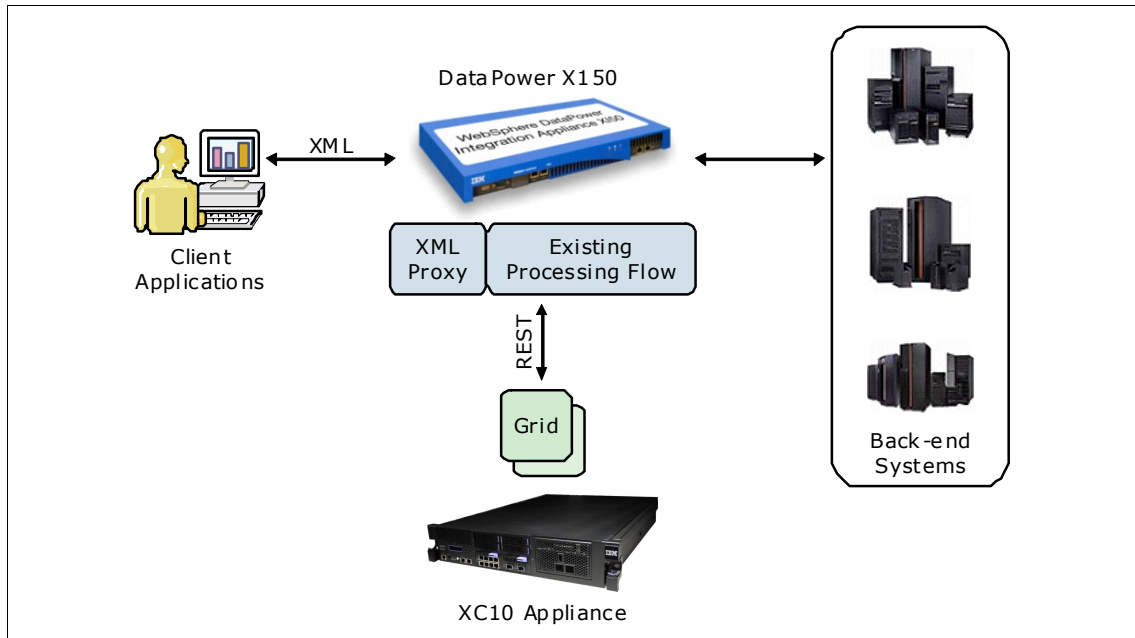 DataPower X150
WebSphere DataPower
Integration Appliance XI50
IBM
XML
Client
Applications
XML
Proxy
Existing
Processing Flow
REST
Grid
IBM
XC10 Appliance
Back-end
Systems